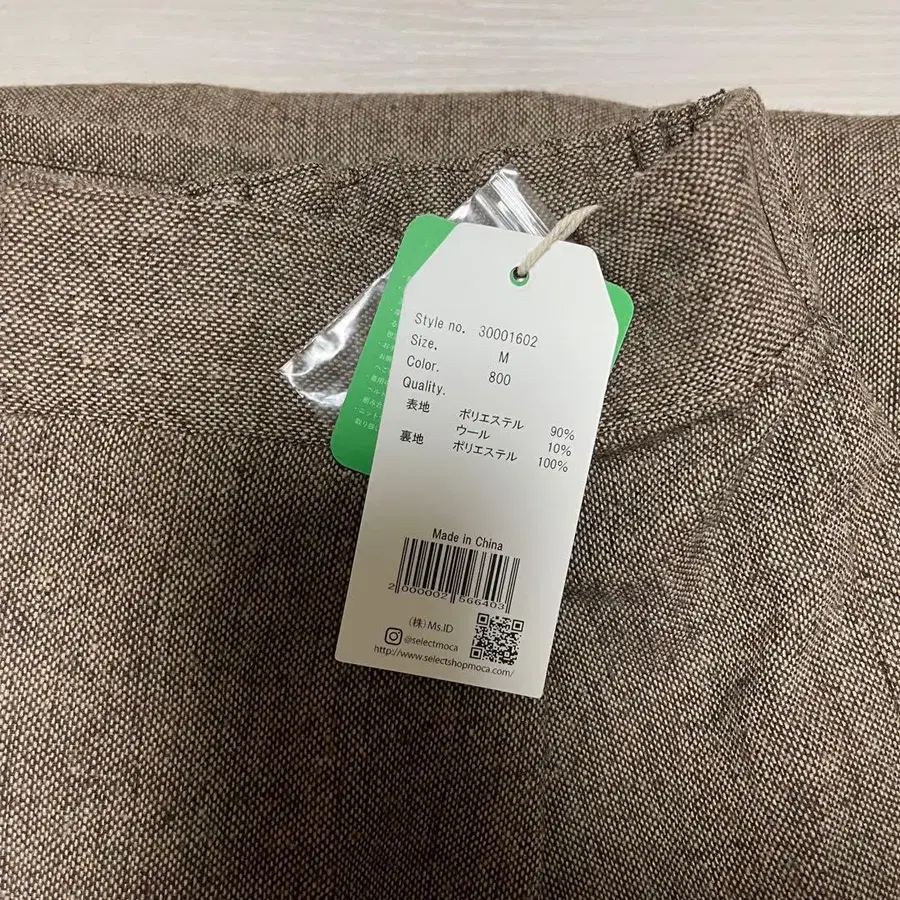 Style no. 30001602
Size. M
Color. 800
Quality.
表地 ポリエステル 90%
ウール 10%
裏地 ポリエステル 100%
Made in China
2 000002 566403
(株)Ms.ID
@selectmoca
http://www.selectshopmoca.com/